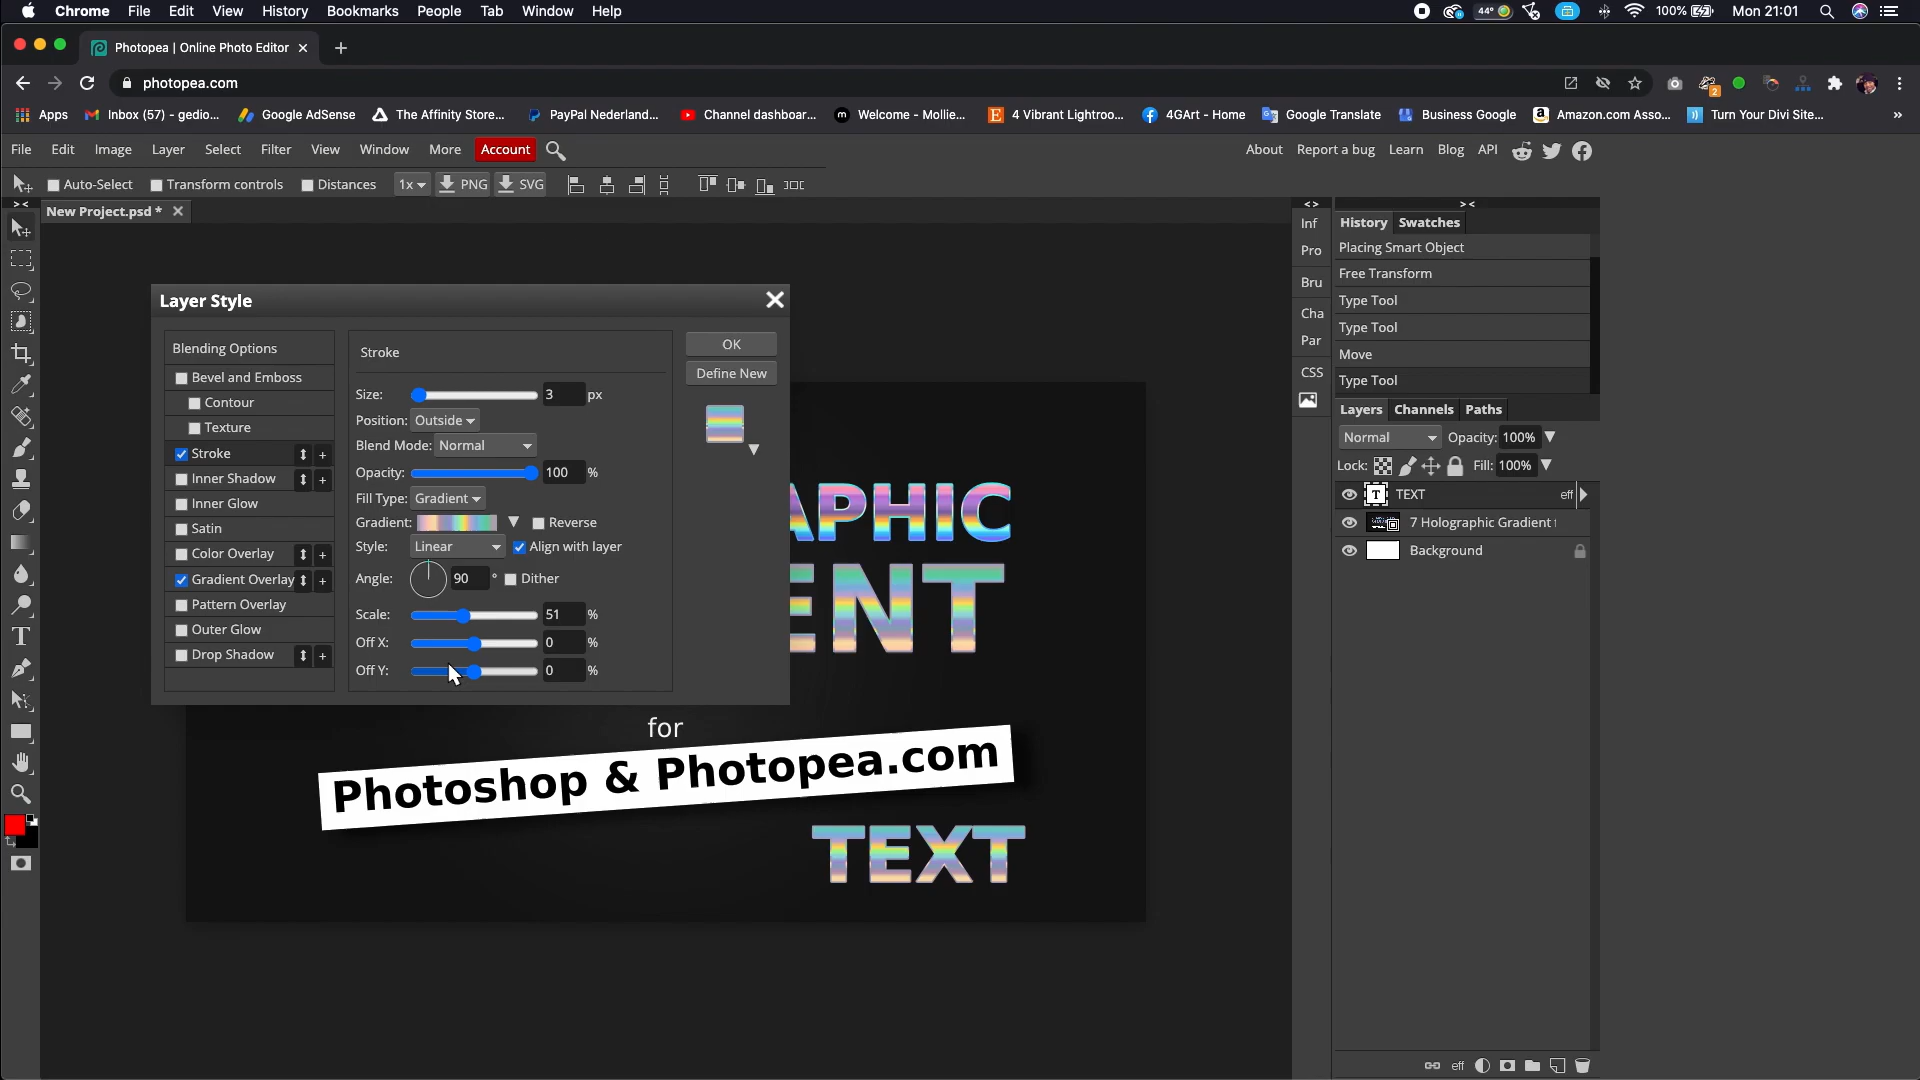 Chrome File Edit View History Bookmarks People Tab Window Help
44° 100% Mon 21:01
Photopea | Online Photo Editor
photopea.com
2
Apps Inbox (57) - gedio... Google AdSense The Affinity Store... PayPal Nederland... Channel dashboar... Welcome - Mollie... 4 Vibrant Lightroo... 4GArt - Home Google Translate Business Google Amazon.com Asso... Turn Your Divi Site... »
File Edit Image Layer Select Filter View Window More Account
About Report a bug Learn Blog API
Auto-Select Transform controls Distances 1x PNG SVG
New Project.psd *
Layer Style
Blending Options
Bevel and Emboss
Contour
Texture
Stroke
Inner Shadow
Inner Glow
Satin
Color Overlay
Gradient Overlay
Pattern Overlay
Outer Glow
Drop Shadow
Stroke
Size: 3 px
Position: Outside
Blend Mode: Normal
Opacity: 100 %
Fill Type: Gradient
Gradient: Reverse
Style: Linear Align with layer
Angle: 90 ° Dither
Scale: 51 %
Off X: 0 %
Off Y: 0 %
OK
Define New
APHIC
ENT
for
Photoshop & Photopea.com
TEXT
Inf
Pro
Bru
Cha
Par
CSS
History Swatches
Placing Smart Object
Free Transform
Type Tool
Type Tool
Move
Type Tool
Layers Channels Paths
Normal Opacity: 100%
Lock: Fill: 100%
T TEXT eff
7 Holographic Gradient
Background
eff